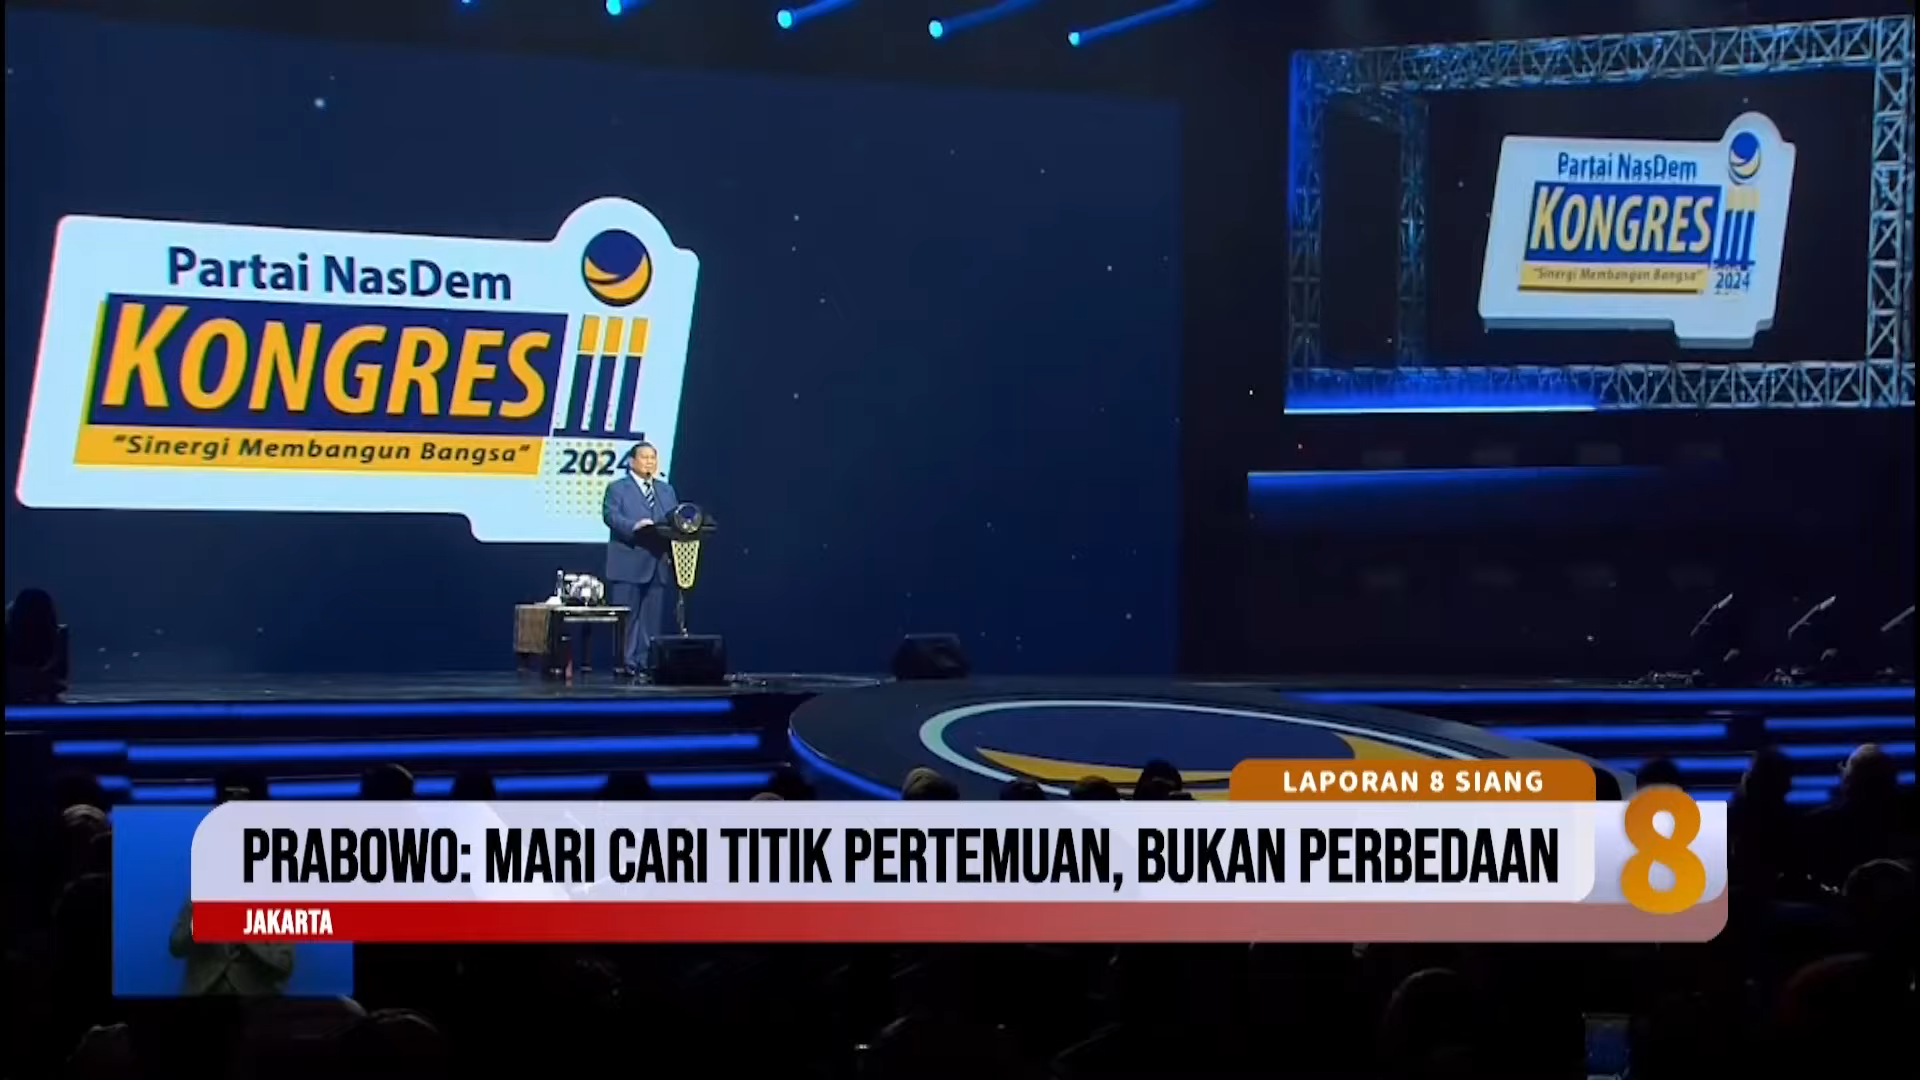 Partai NasDem
KONGRES III
"Sinergi Membangun Bangsa"
2024
Partai NasDem
KONGRES III
"Sinergi Membangun Bangsa"
2024
LAPORAN 8 SIANG
PRABOWO: MARI CARI TITIK PERTEMUAN, BUKAN PERBEDAAN
8
JAKARTA